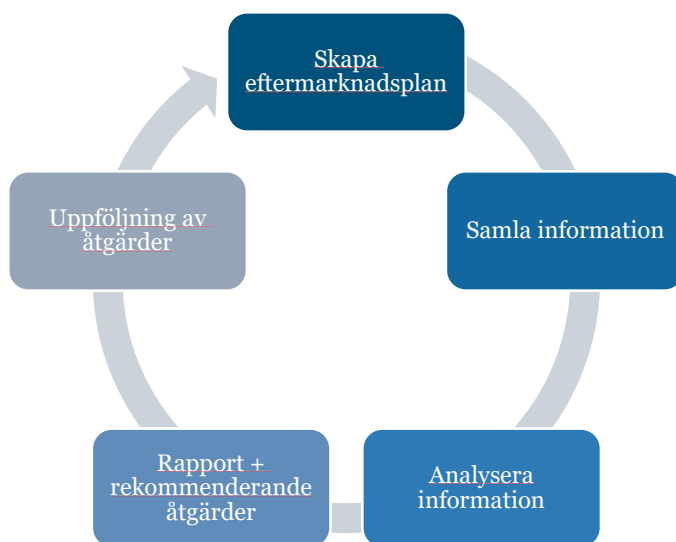 Skapa
eftermarknadsplan
Samla information
Analysera
information
Rapport +
rekommenderande
åtgärder
Uppföljning av
åtgärder